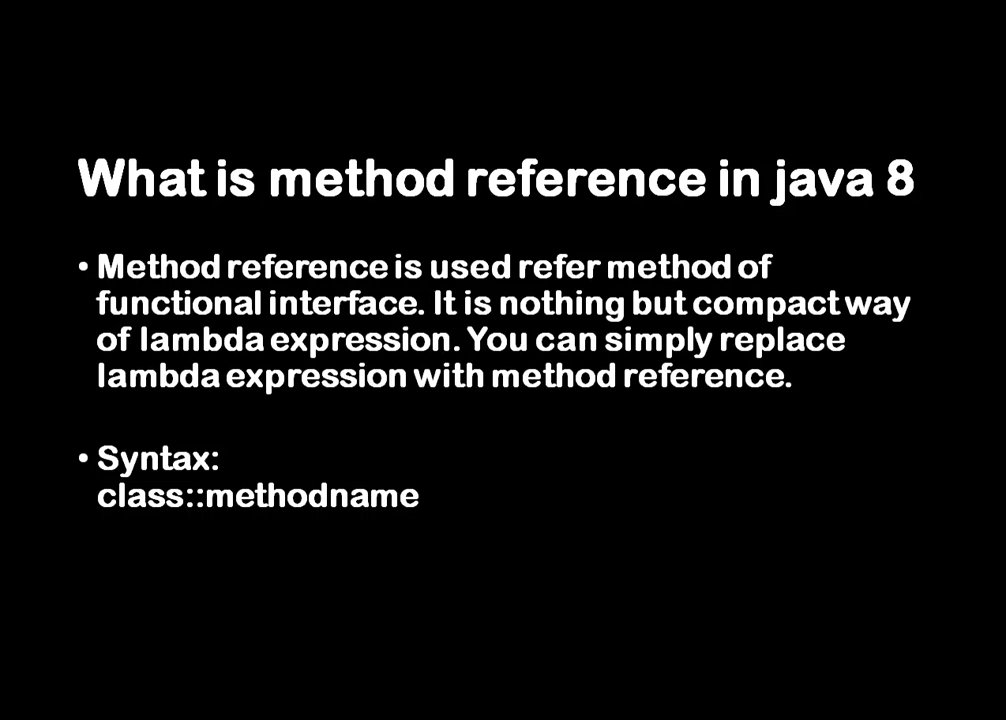 What is method reference in java 8
• Method reference is used refer method of
functional interface. It is nothing but compact way
of lambda expression. You can simply replace
lambda expression with method reference.
• Syntax:
class::methodname